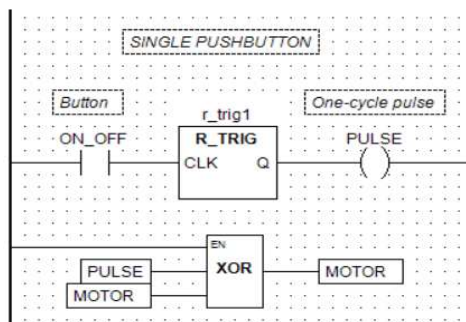 SINGLE PUSHBUTTON
Button
One-cycle pulse
r_trig1
ON_OFF
R_TRIG
PULSE
CLK
Q
EN
PULSE
XOR
MOTOR
MOTOR